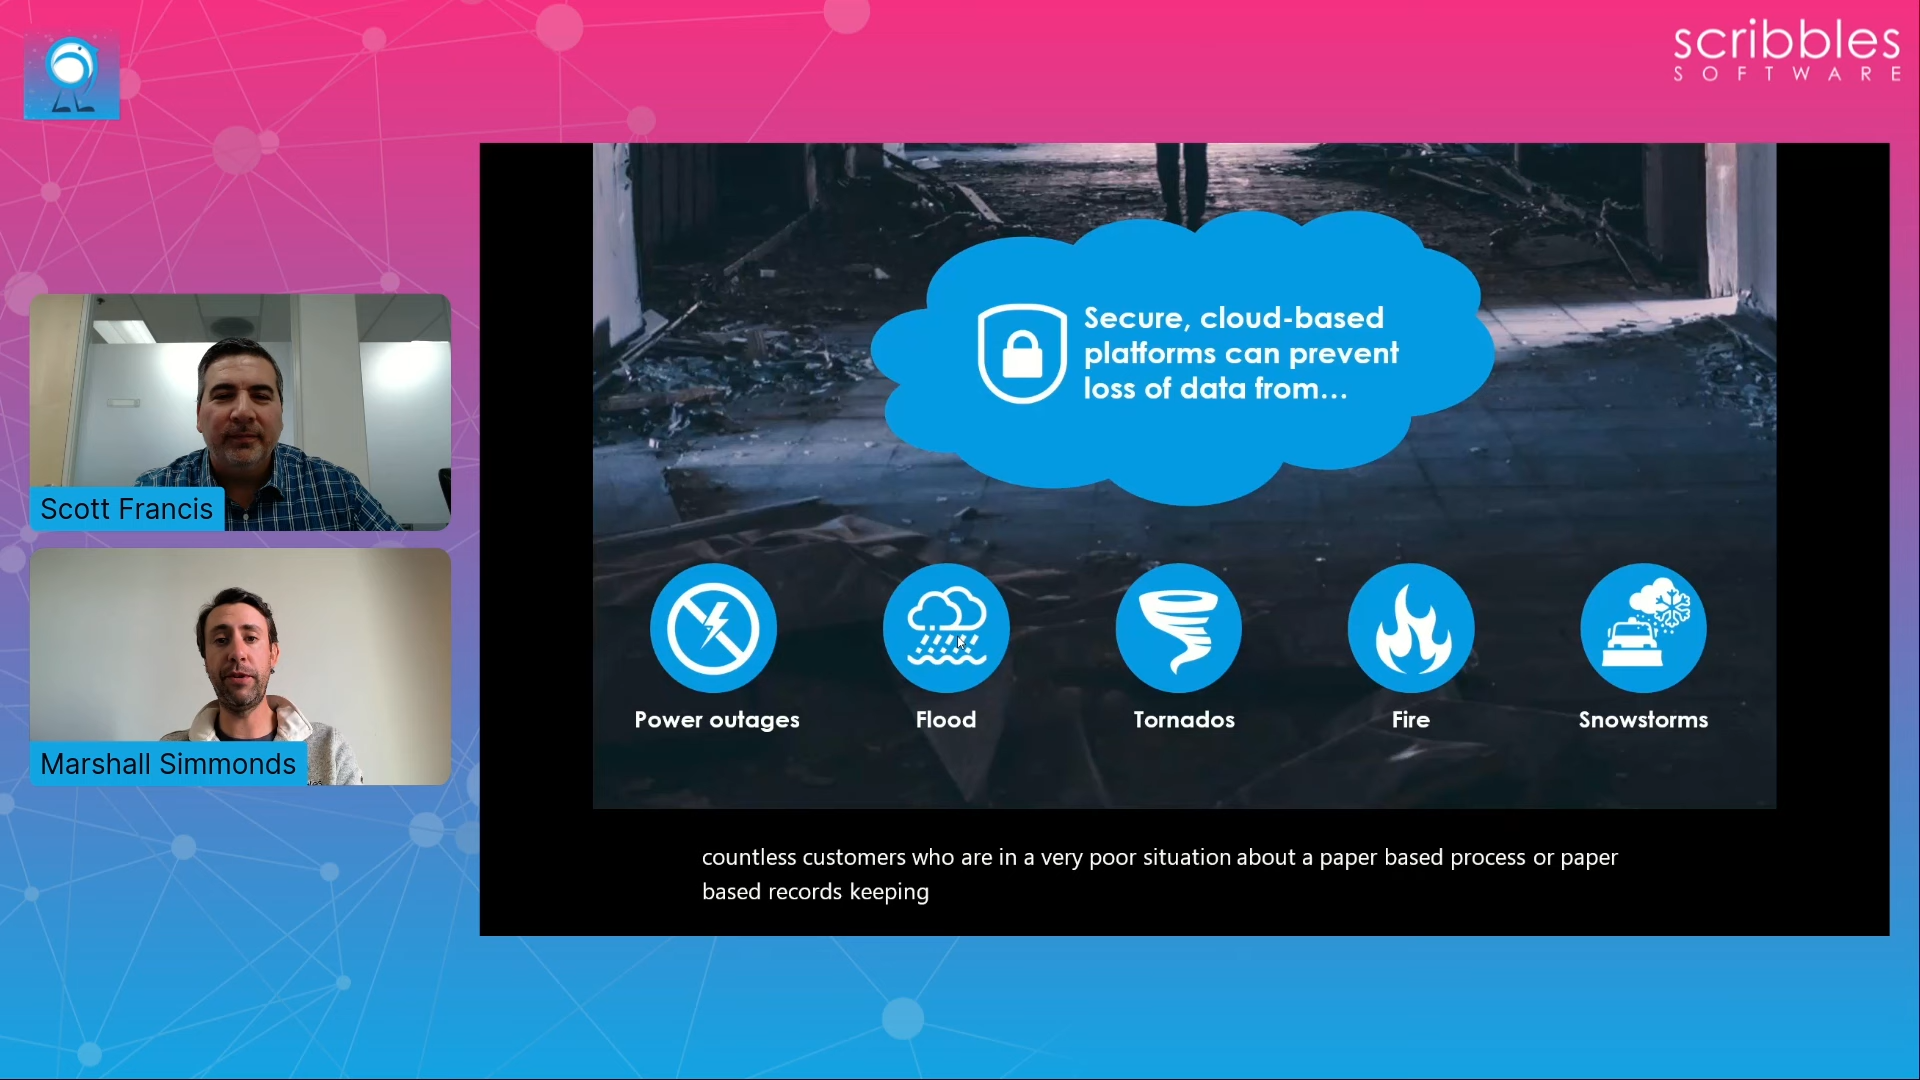 scribbles
SOFTWARE
Secure, cloud-based
platforms can prevent
loss of data from...
Scott Francis
Marshall Simmonds
Power outages
Flood
Tornados
Fire
Snowstorms
countless customers who are in a very poor situation about a paper based process or paper
based records keeping